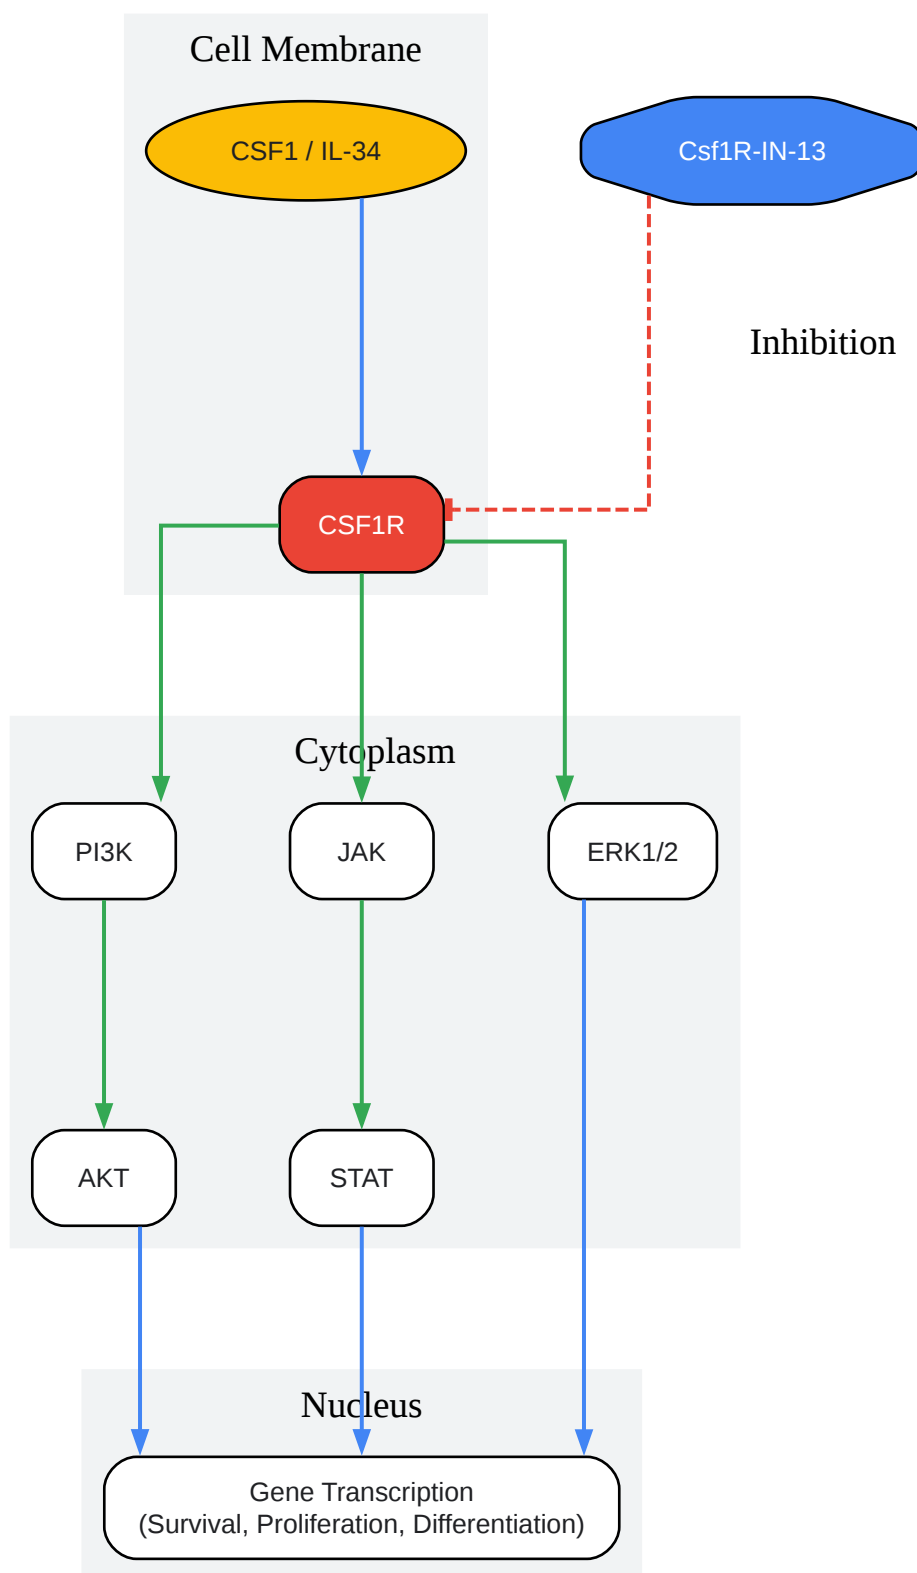 Cell Membrane
CSF1 / IL-34
Csf1R-IN-13
Inhibition
CSF1R
Cytoplasm
PI3K
JAK
ERK1/2
AKT
STAT
Nucleus
Gene Transcription
(Survival, Proliferation, Differentiation)